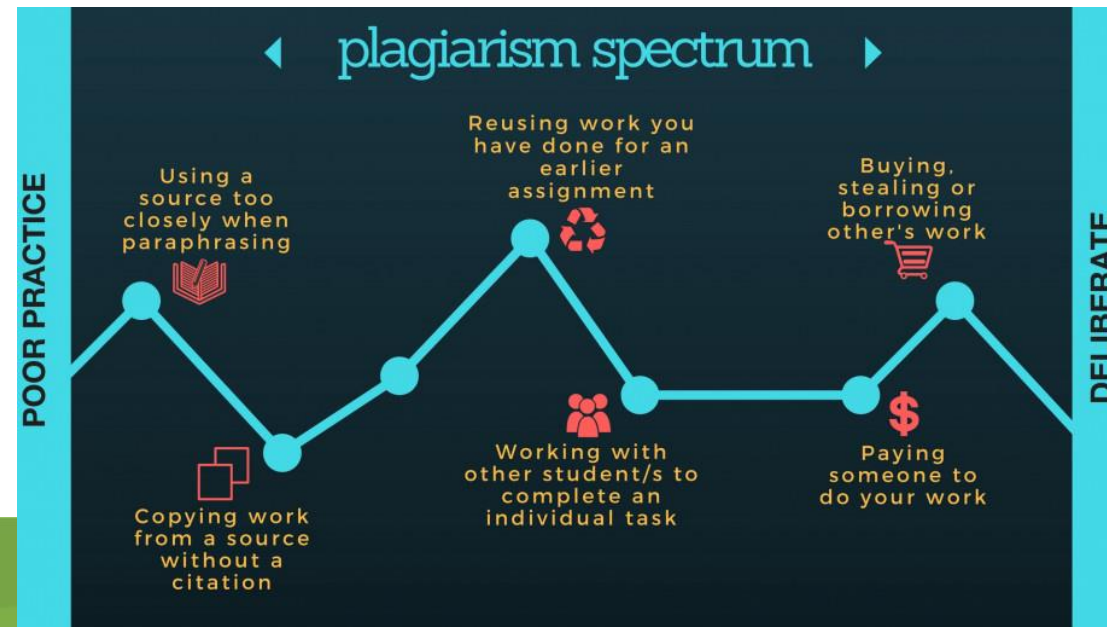 plagiarism spectrum
POOR PRACTICE
Using a
source too
closely when
paraphrasing
Copying work
from a source
without a
citation
Reusing work you
have done for an
earlier
assignment
Working with
other student/s to
complete an
individual task
Buying,
stealing or
borrowing
other's work
$
Paying
someone to
do your work
DELIBERATE